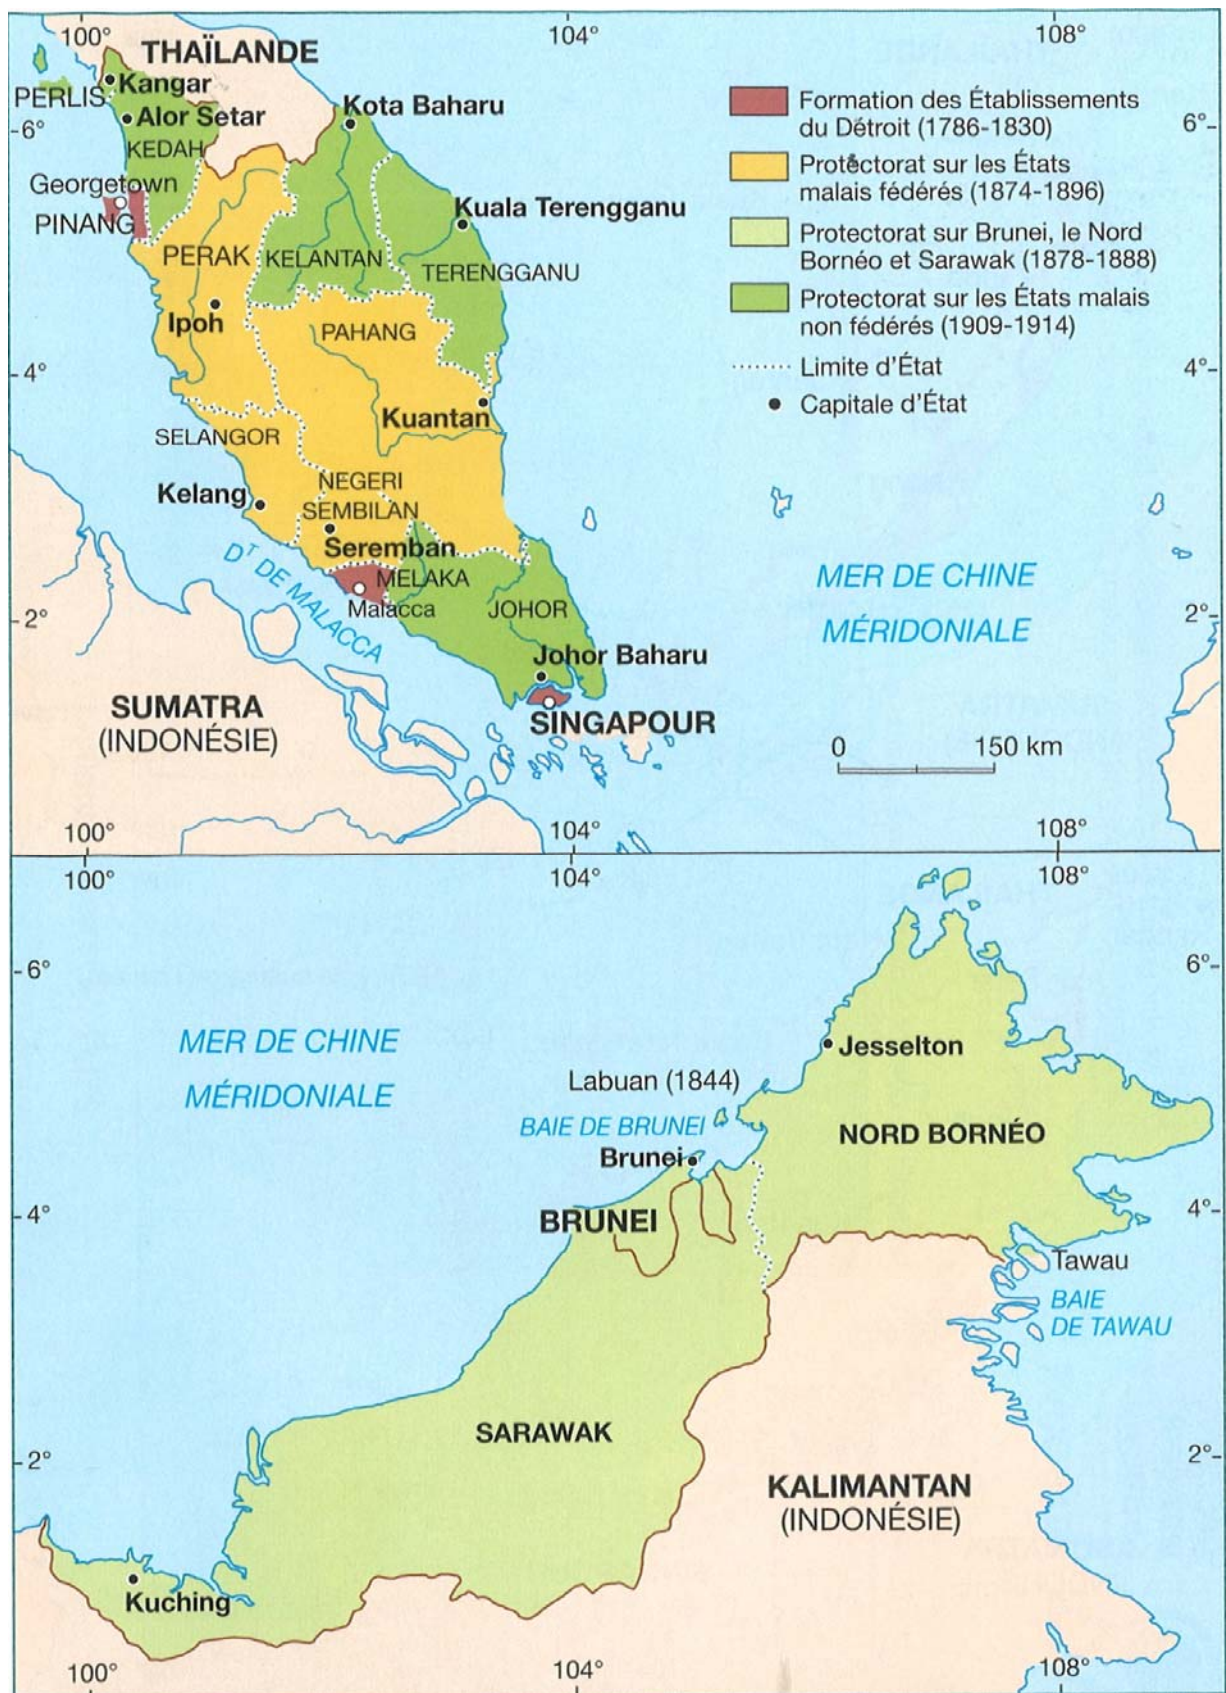 100°
104°
108°
THAÏLANDE
Kangar
PERLIS
Alor Setar
Kota Baharu
6°
6°
KEDAH
Georgetown
PINANG
Kuala Terengganu
PERAK
KELANTAN
TERENGGANU
Ipoh
PAHANG
4°
4°
Kuantan
SELANGOR
Kelang
NEGERI
SEMBILAN
Seremban
DT DE MALACCA
MELAKA
Malacca
JOHOR
2°
2°
Johor Baharu
SINGAPOUR
SUMATRA
(INDONÉSIE)
MER DE CHINE
MÉRIDONIALE
Formation des Établissements
du Détroit (1786-1830)
Protectorat sur les États
malais fédérés (1874-1896)
Protectorat sur Brunei, le Nord
Bornéo et Sarawak (1878-1888)
Protectorat sur les États malais
non fédérés (1909-1914)
Limite d'État
Capitale d'État
0 150 km
100°
104°
108°
100°
104°
108°
6°
6°
MER DE CHINE
MÉRIDONIALE
Jesselton
Labuan (1844)
BAIE DE BRUNEI
Brunei
NORD BORNÉO
BRUNEI
4°
4°
Tawau
BAIE
DE TAWAU
SARAWAK
2°
2°
KALIMANTAN
(INDONÉSIE)
Kuching
100°
104°
108°